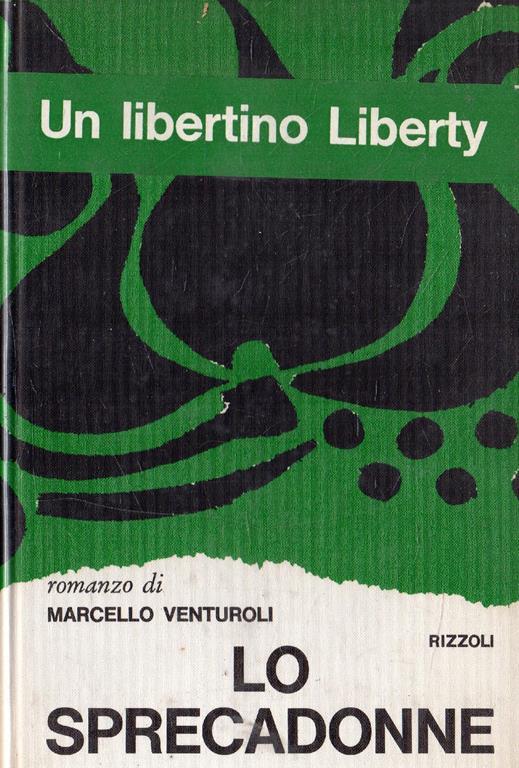 Un libertino Liberty
romanzo di
MARCELLO VENTUROLI
RIZZOLI
LO
SPRECADONNE